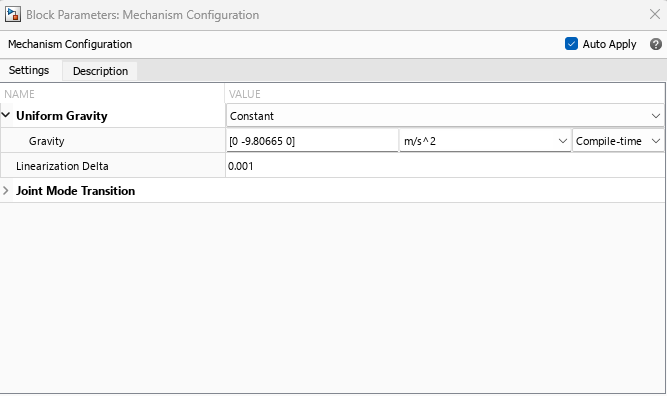 Block Parameters: Mechanism Configuration
Mechanism Configuration
Auto Apply
Settings
Description
NAME
VALUE
Uniform Gravity
Constant
Gravity
[0 -9.80665 0]
m/s^2
Compile-time
Linearization Delta
0.001
Joint Mode Transition